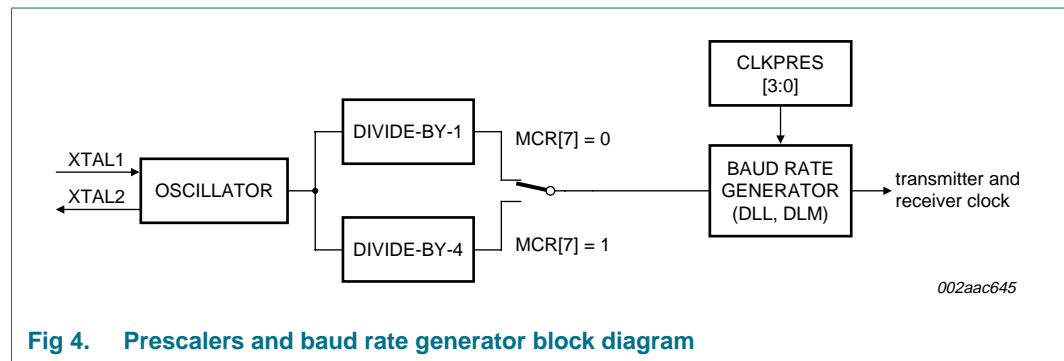 XTAL1
XTAL2
OSCILLATOR
DIVIDE-BY-1
DIVIDE-BY-4
MCR[7] = 0
MCR[7] = 1
CLKPRES
[3:0]
BAUD RATE
GENERATOR
(DLL, DLM)
transmitter and
receiver clock
002aac645
Fig 4. Prescalers and baud rate generator block diagram